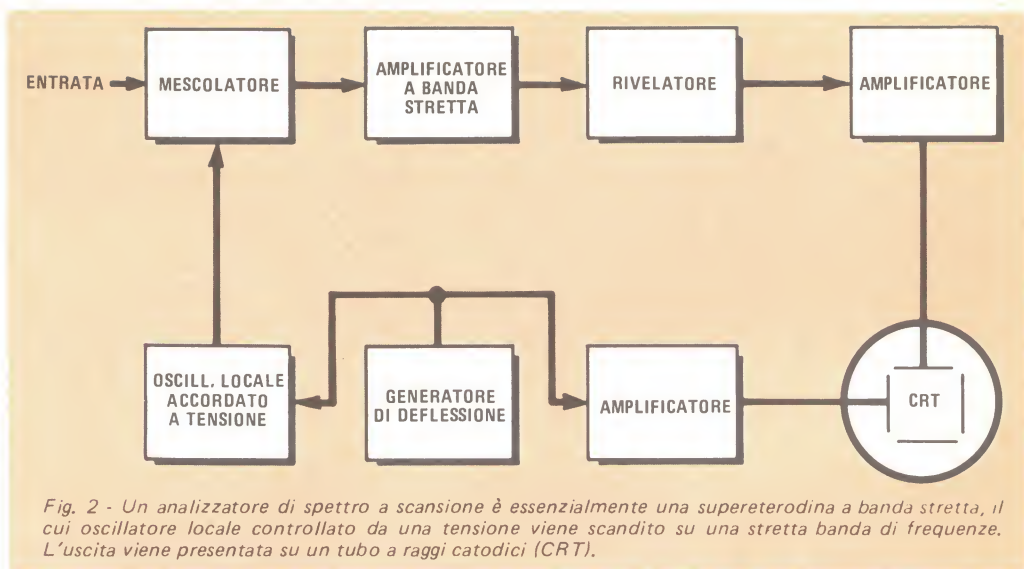 ENTRATA
MESCOLATORE
AMPLIFICATORE
A BANDA
STRETTA
RIVELATORE
AMPLIFICATORE
OSCILL. LOCALE
ACCORDATO
A TENSIONE
GENERATORE
DI DEFLESSIONE
AMPLIFICATORE
CRT
Fig. 2 - Un analizzatore di spettro a scansione è essenzialmente una supereterodina a banda stretta, il
cui oscillatore locale controllato da una tensione viene scandito su una stretta banda di frequenze.
L'uscita viene presentata su un tubo a raggi catodici (CRT).